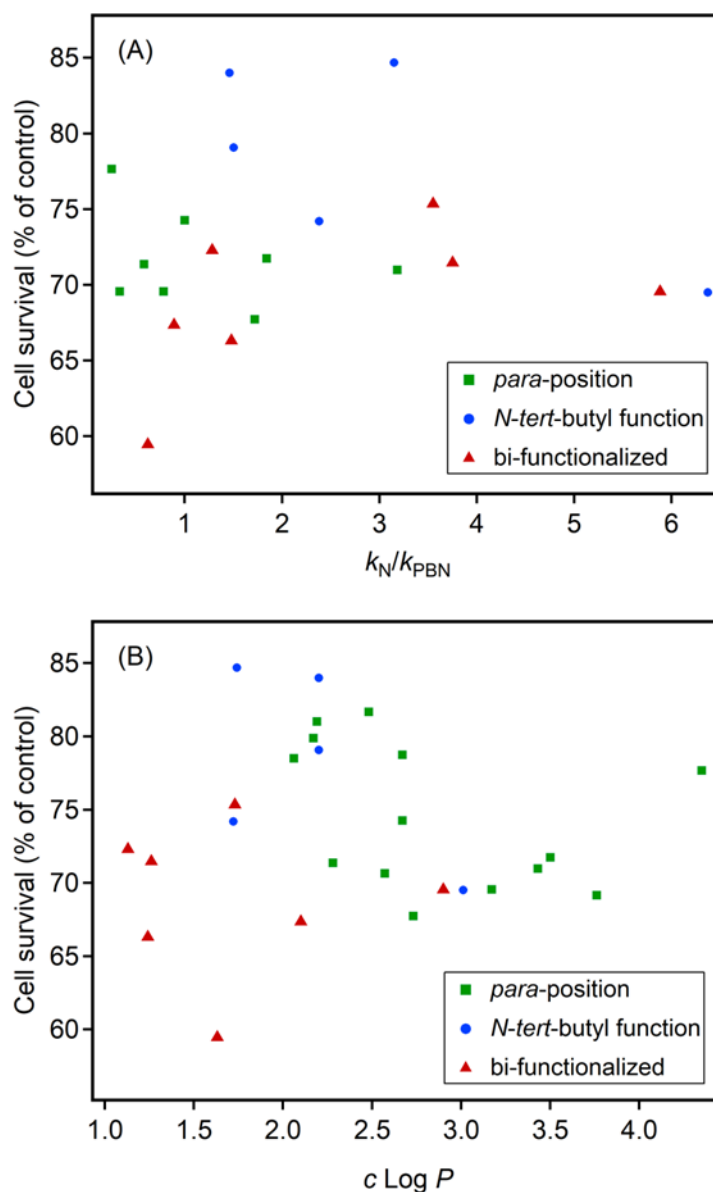 (A)
Cell survival (% of control)
85
80
75
70
65
60
para-position
N-tert-butyl function
bi-functionalized
1 2 3 4 5 6
kN/kPBN
(B)
Cell survival (% of control)
85
80
75
70
65
60
para-position
N-tert-butyl function
bi-functionalized
1.0 1.5 2.0 2.5 3.0 3.5 4.0
c Log P